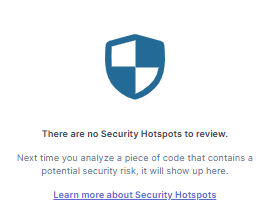 There are no Security Hotspots to review.
Next time you analyze a piece of code that contains a
potential security risk, it will show up here.
Learn more about Security Hotspots